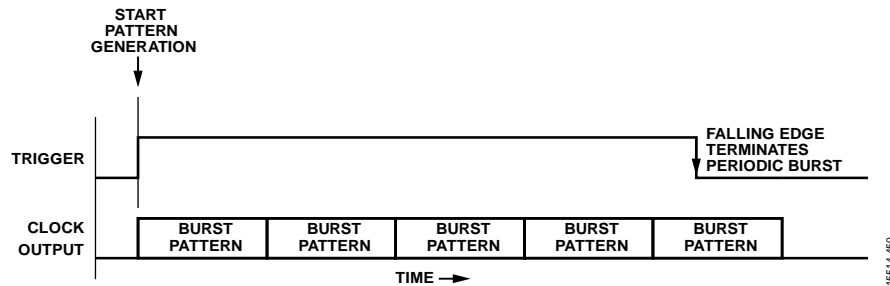 START
PATTERN
GENERATION
TRIGGER
FALLING EDGE
TERMINATES
PERIODIC BURST
CLOCK
OUTPUT
BURST
PATTERN
BURST
PATTERN
BURST
PATTERN
BURST
PATTERN
BURST
PATTERN
TIME